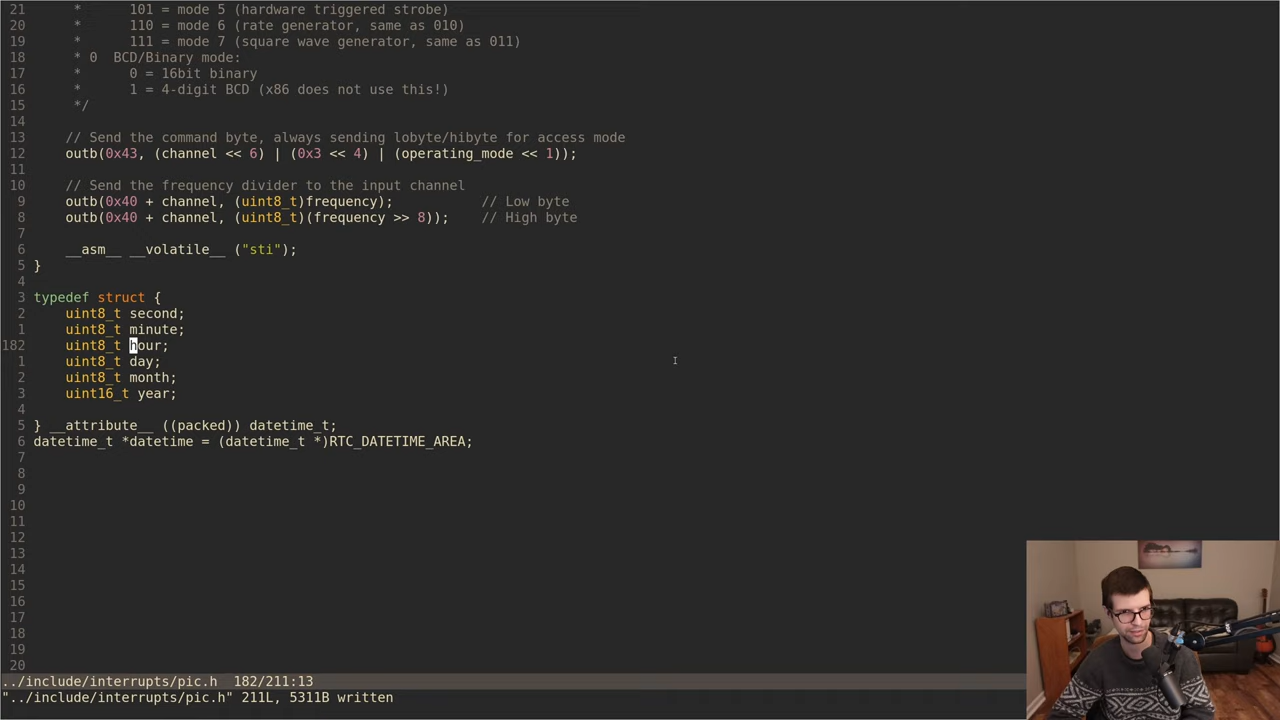 21      *      101 = mode 5 (hardware triggered strobe)
20      *      110 = mode 6 (rate generator, same as 010)
19      *      111 = mode 7 (square wave generator, same as 011)
18      * 0  BCD/Binary mode:
17      *      0 = 16bit binary
16      *      1 = 4-digit BCD (x86 does not use this!)
15      */
14
13     // Send the command byte, always sending lobyte/hibyte for access mode
12     outb(0x43, (channel << 6) | (0x3 << 4) | (operating_mode << 1));
11
10     // Send the frequency divider to the input channel
9     outb(0x40 + channel, (uint8_t)frequency);           // Low byte
8     outb(0x40 + channel, (uint8_t)(frequency >> 8));    // High byte
7
6     __asm__ __volatile__ ("sti");
5 }
4
3 typedef struct {
2     uint8_t second;
1     uint8_t minute;
182     uint8_t hour;
1     uint8_t day;
2     uint8_t month;
3     uint16_t year;
4
5 } __attribute__ ((packed)) datetime_t;
6 datetime_t *datetime = (datetime_t *)RTC_DATETIME_AREA;
7
8
9
10
11
12
13
14
15
16
17
18
19
20
../include/interrupts/pic.h  182/211:13
"../include/interrupts/pic.h" 211L, 5311B written